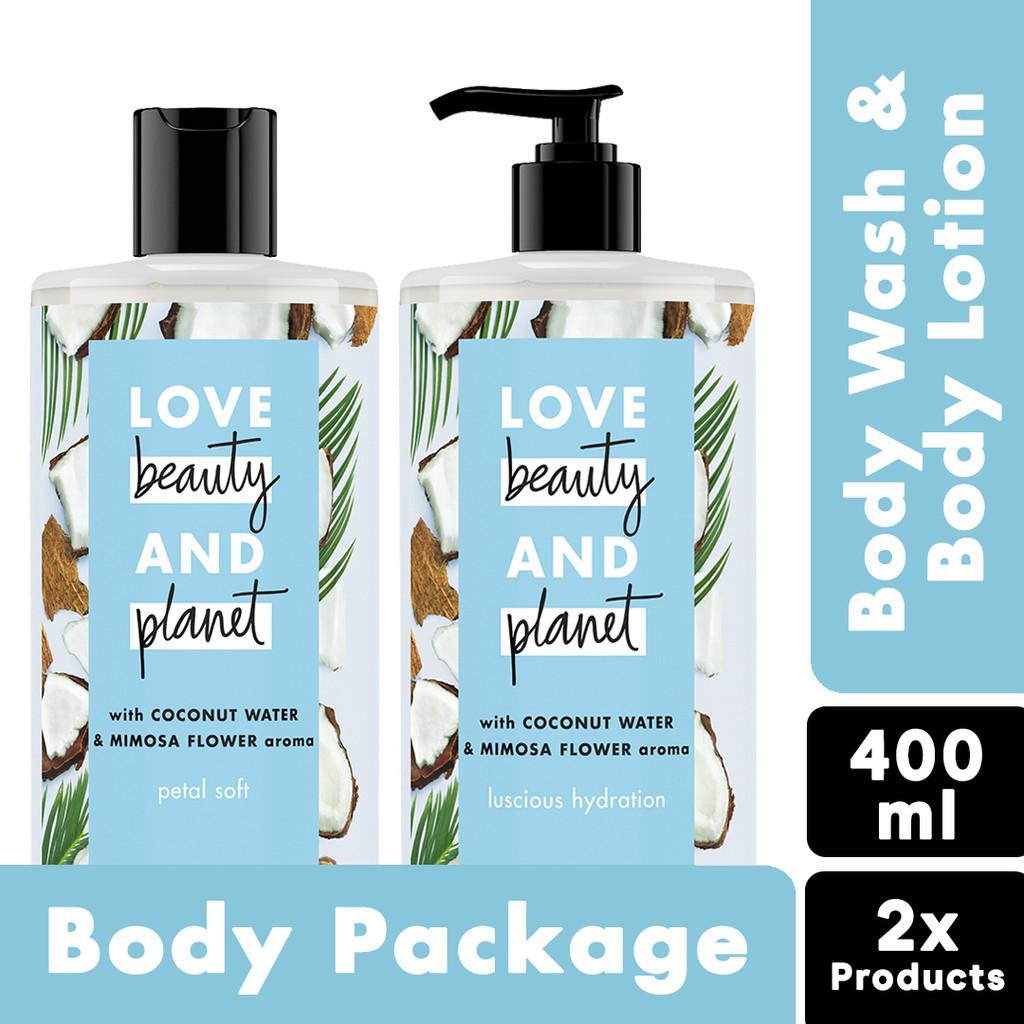 LOVE
beauty
AND
planet
with COCONUT WATER
& MIMOSA FLOWER aroma
petal soft
LOVE
beauty
AND
planet
with COCONUT WATER
& MIMOSA FLOWER aroma
luscious hydration
Body Wash &
Body Lotion
400
ml
2x
Products
Body Package